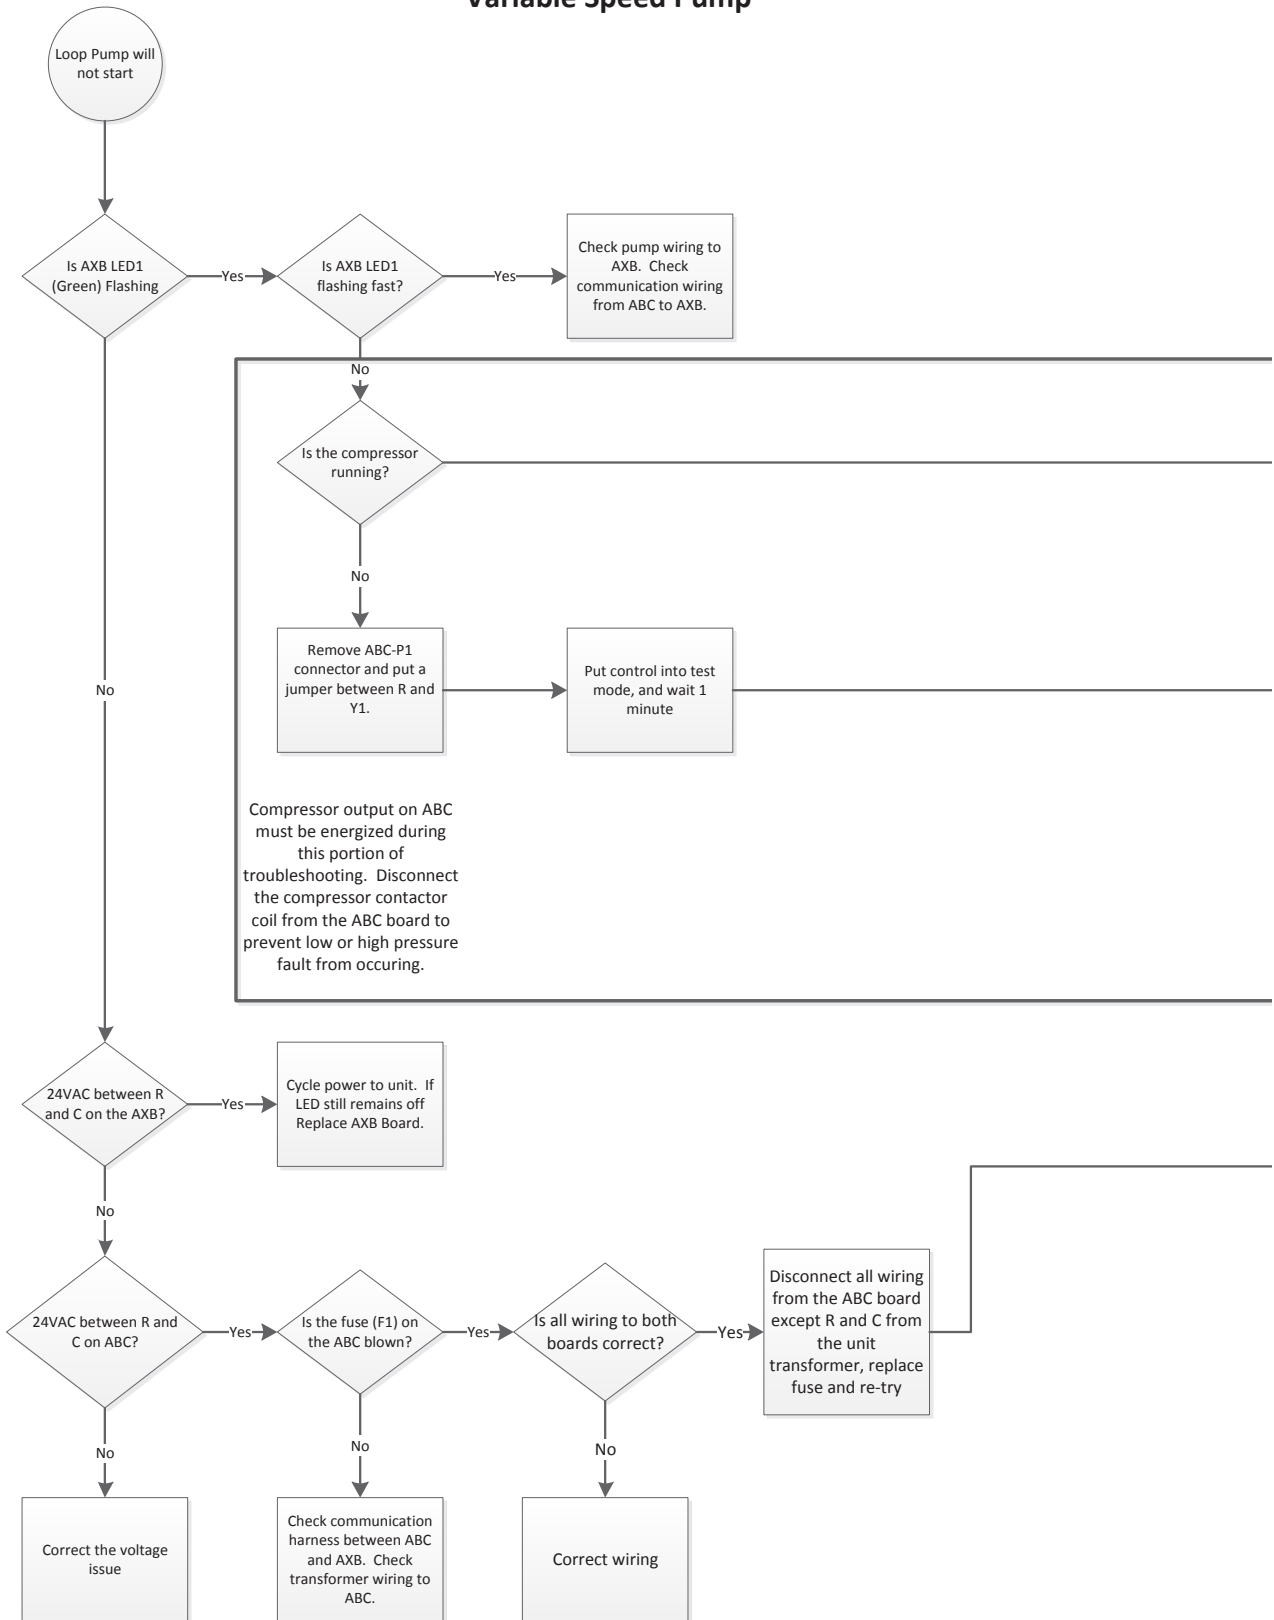 Variable Speed Pump
Loop Pump will
not start
Is AXB LED1
(Green) Flashing
Yes
Is AXB LED1
flashing fast?
Yes
Check pump wiring to
AXB. Check
communication wiring
from ABC to AXB.
No
Is the compressor
running?
No
Remove ABC-P1
connector and put a
jumper between R and
Y1.
Put control into test
mode, and wait 1
minute
No
Compressor output on ABC
must be energized during
this portion of
troubleshooting. Disconnect
the compressor contactor
coil from the ABC board to
prevent low or high pressure
fault from occuring.
24VAC between R
and C on the AXB?
Yes
Cycle power to unit. If
LED still remains off
Replace AXB Board.
No
24VAC between R and
C on ABC?
Yes
Is the fuse (F1) on
the ABC blown?
Yes
Is all wiring to both
boards correct?
Yes
Disconnect all wiring
from the ABC board
except R and C from
the unit
transformer, replace
fuse and re-try
No
No
No
Correct the voltage
issue
Check communication
harness between ABC
and AXB. Check
transformer wiring to
ABC.
Correct wiring